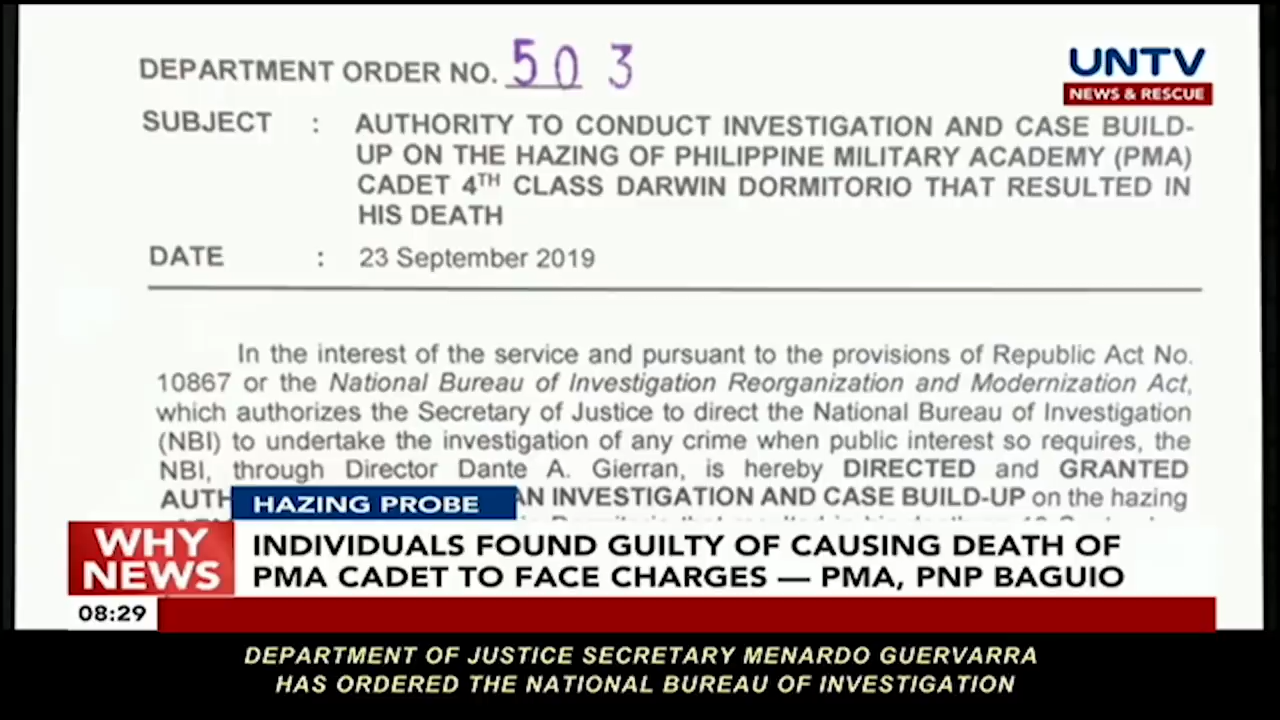 DEPARTMENT ORDER NO. 503
UNTV
NEWS & RESCUE
SUBJECT : AUTHORITY TO CONDUCT INVESTIGATION AND CASE BUILD-
UP ON THE HAZING OF PHILIPPINE MILITARY ACADEMY (PMA)
CADET 4TH CLASS DARWIN DORMITORIO THAT RESULTED IN
HIS DEATH
DATE : 23 September 2019
In the interest of the service and pursuant to the provisions of Republic Act No.
10867 or the National Bureau of Investigation Reorganization and Modernization Act,
which authorizes the Secretary of Justice to direct the National Bureau of Investigation
(NBI) to undertake the investigation of any crime when public interest so requires, the
NBI, through Director Dante A. Gierran, is hereby DIRECTED and GRANTED
AN INVESTIGATION AND CASE BUILD-UP on the hazing
HAZING PROBE
WHY
NEWS
INDIVIDUALS FOUND GUILTY OF CAUSING DEATH OF
PMA CADET TO FACE CHARGES — PMA, PNP BAGUIO
08:29
DEPARTMENT OF JUSTICE SECRETARY MENARDO GUERVARRA
HAS ORDERED THE NATIONAL BUREAU OF INVESTIGATION